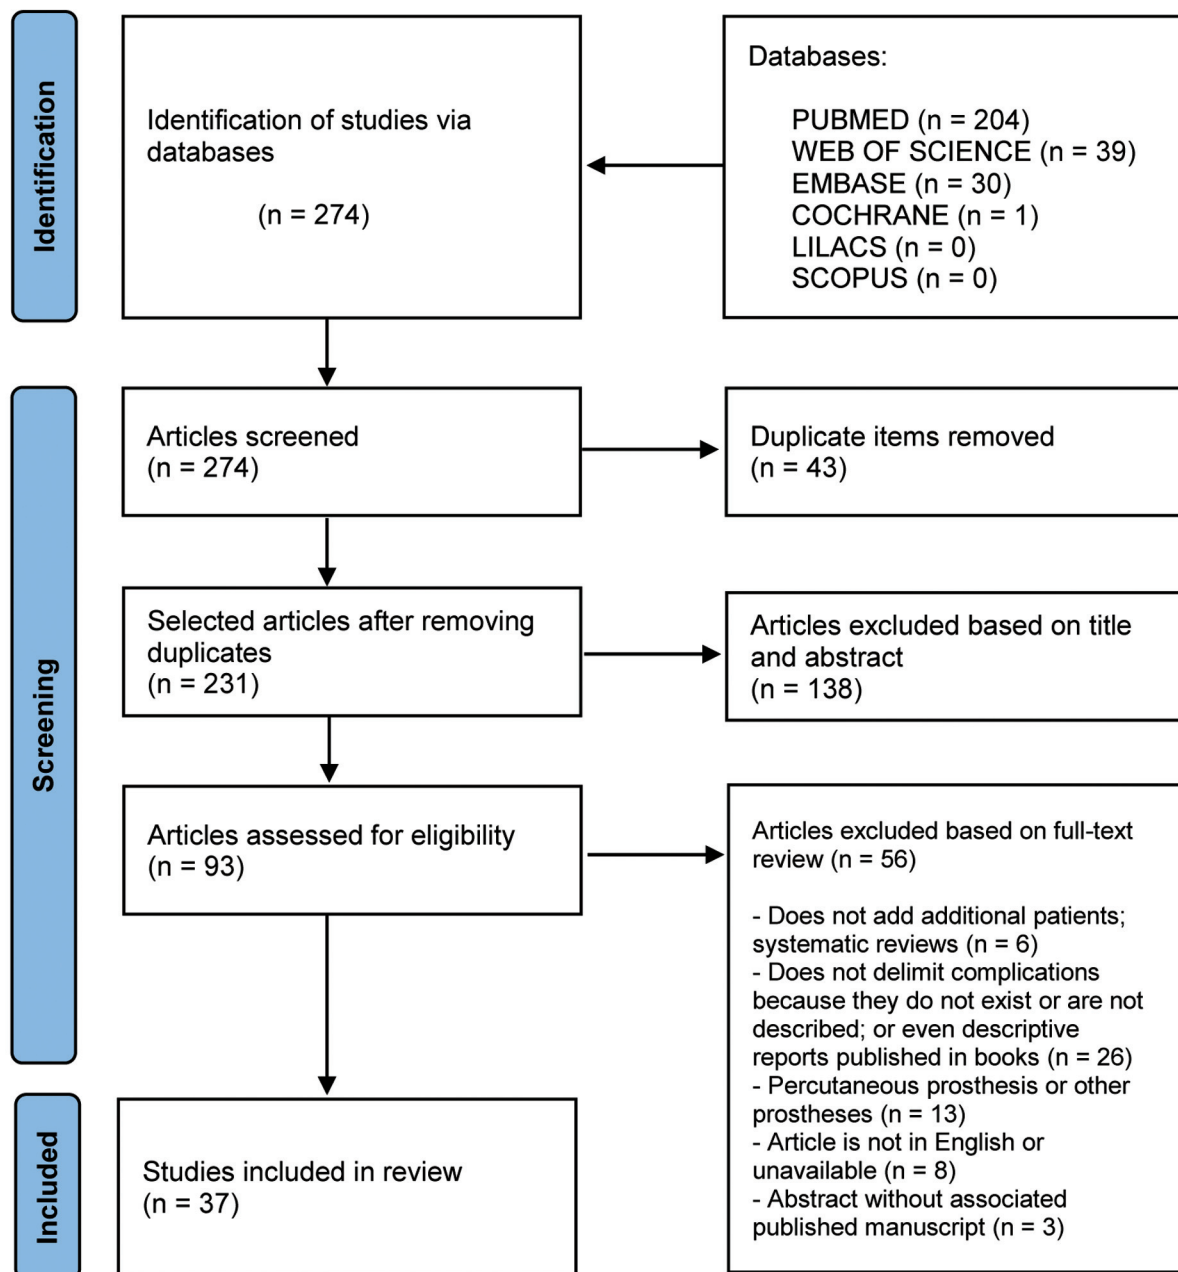 Identification
Identification of studies via
databases
(n = 274)
Databases:
PUBMED (n = 204)
WEB OF SCIENCE (n = 39)
EMBASE (n = 30)
COCHRANE (n = 1)
LILACS (n = 0)
SCOPUS (n = 0)
Screening
Articles screened
(n = 274)
Duplicate items removed
(n = 43)
Selected articles after removing
duplicates
(n = 231)
Articles excluded based on title
and abstract
(n = 138)
Articles assessed for eligibility
(n = 93)
Articles excluded based on full-text
review (n = 56)
- Does not add additional patients;
systematic reviews (n = 6)
- Does not delimit complications
because they do not exist or are not
described; or even descriptive
reports published in books (n = 26)
- Percutaneous prosthesis or other
prostheses (n = 13)
- Article is not in English or
unavailable (n = 8)
- Abstract without associated
published manuscript (n = 3)
Included
Studies included in review
(n = 37)